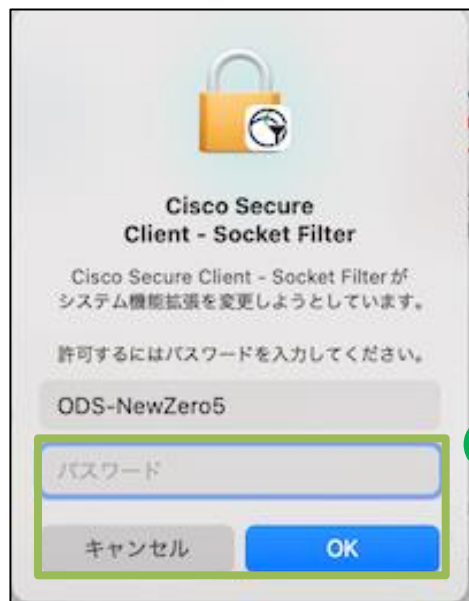 Cisco Secure
Client - Socket Filter
Cisco Secure Client - Socket Filterが
システム機能拡張を変更しようとしています。
許可するにはパスワードを入力してください。
ODS-NewZero5
パスワード
キャンセル
OK